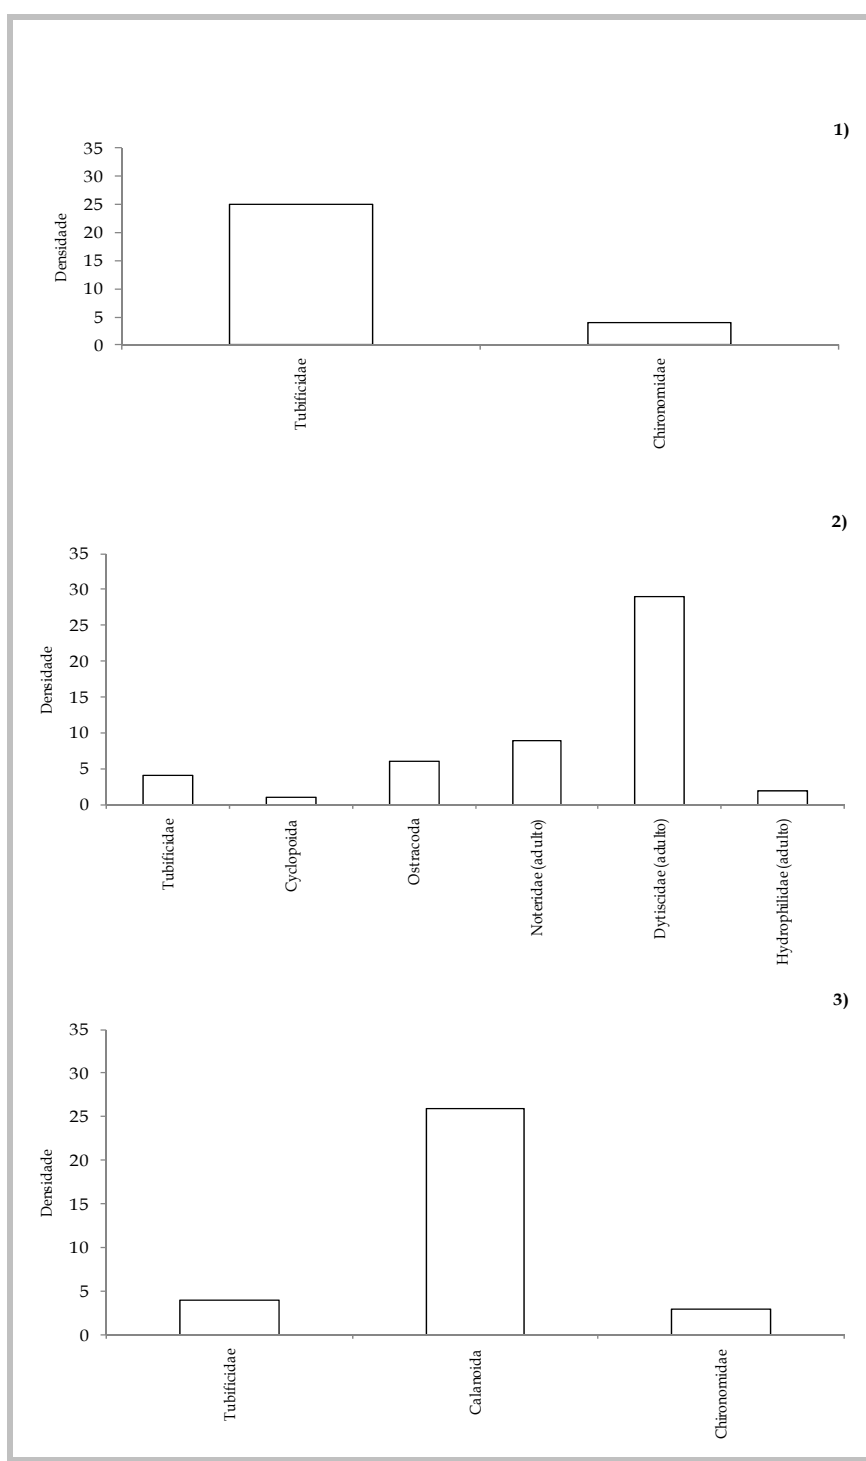 1)
35
30
25
20
15
10
5
0
Densidade
Tubificidae
Chironomidae
2)
35
30
25
20
15
10
5
0
Densidade
Tubificidae
Cyclopoida
Ostracoda
Noteridae (adulto)
Dytiscidae (adulto)
Hydrophilidae (adulto)
3)
35
30
25
20
15
10
5
0
Densidade
Tubificidae
Calanoida
Chironomidae